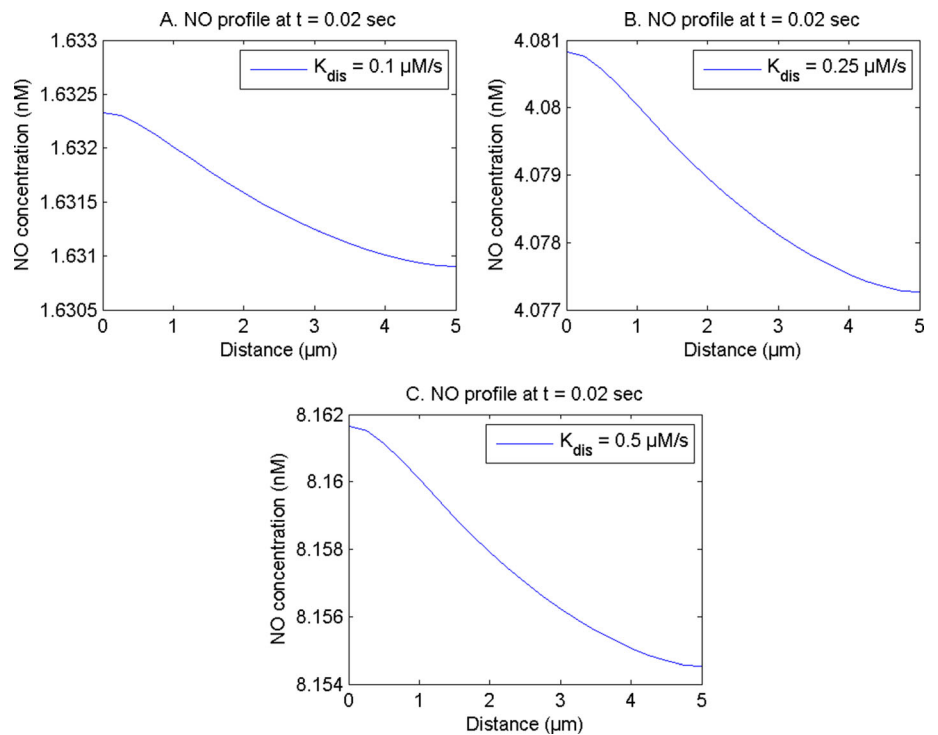 A. NO profile at t = 0.02 sec
1.633
1.6325
1.632
1.6315
1.631
1.6305
NO concentration (nM)
K_dis = 0.1 µM/s
0 1 2 3 4 5
Distance (µm)
B. NO profile at t = 0.02 sec
4.081
4.08
4.079
4.078
4.077
NO concentration (nM)
K_dis = 0.25 µM/s
0 1 2 3 4 5
Distance (µm)
C. NO profile at t = 0.02 sec
8.162
8.16
8.158
8.156
8.154
NO concentration (nM)
K_dis = 0.5 µM/s
0 1 2 3 4 5
Distance (µm)